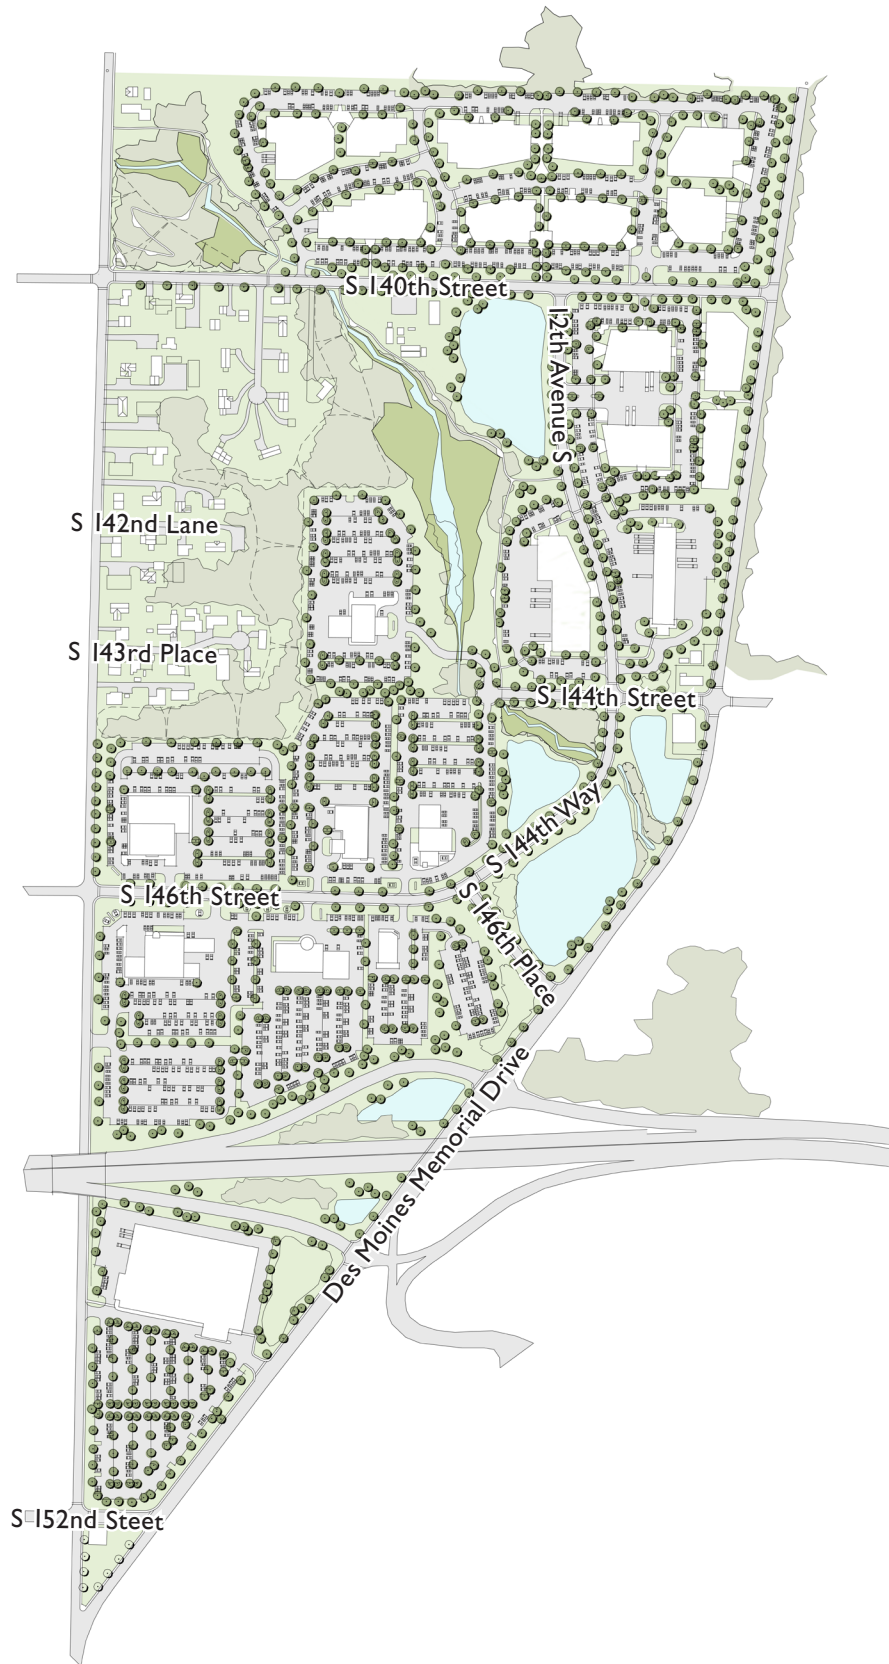 S 140th Street
12th Avenue S
S 142nd Lane
S 143rd Place
S 144th Street
S 144th Way
S 146th Street
S 146th Place
Des Moines Memorial Drive
S 152nd Steet